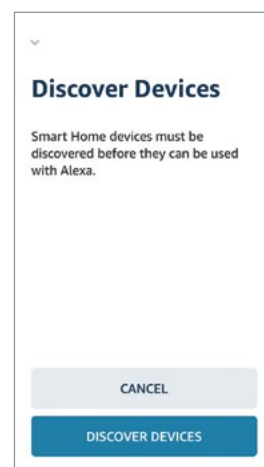 Discover Devices
Smart Home devices must be
discovered before they can be used
with Alexa.
CANCEL
DISCOVER DEVICES